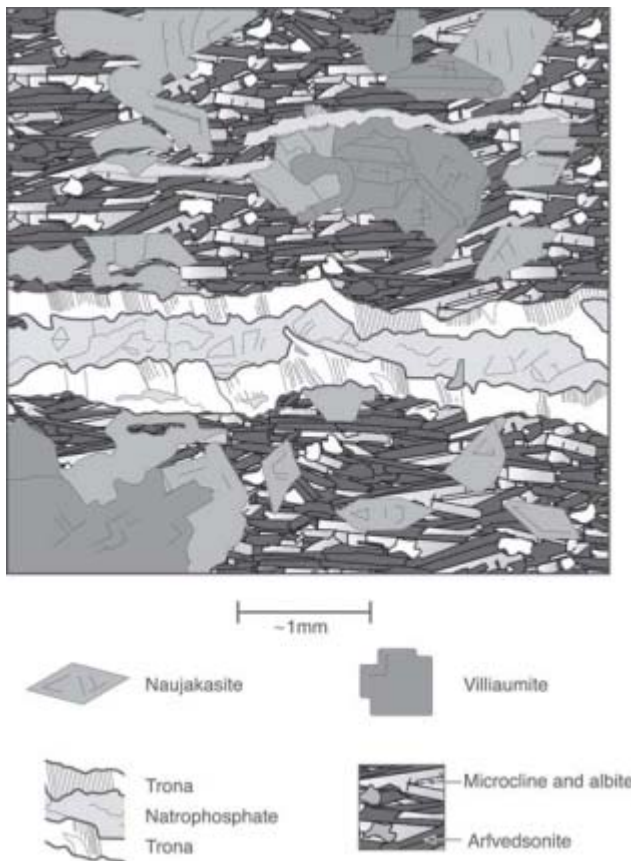 ~1mm
Naujakasite
Villiaumite
Trona
Natrophosphate
Trona
Microcline and albite
Arfvedsonite